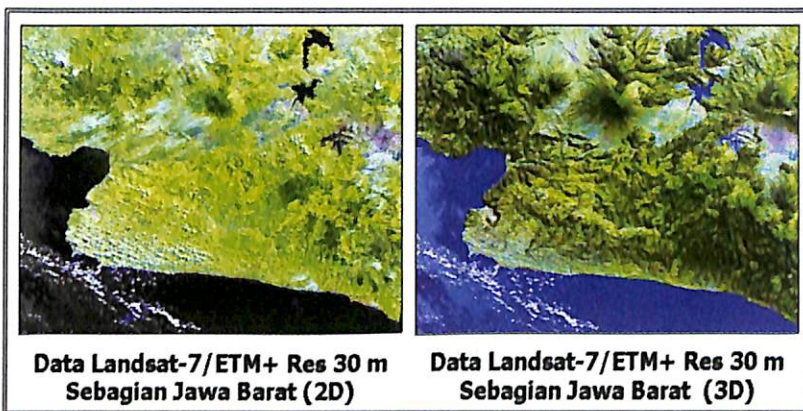 Data Landsat-7/ETM+ Res 30 m
Sebagian Jawa Barat (2D)
Data Landsat-7/ETM+ Res 30 m
Sebagian Jawa Barat (3D)